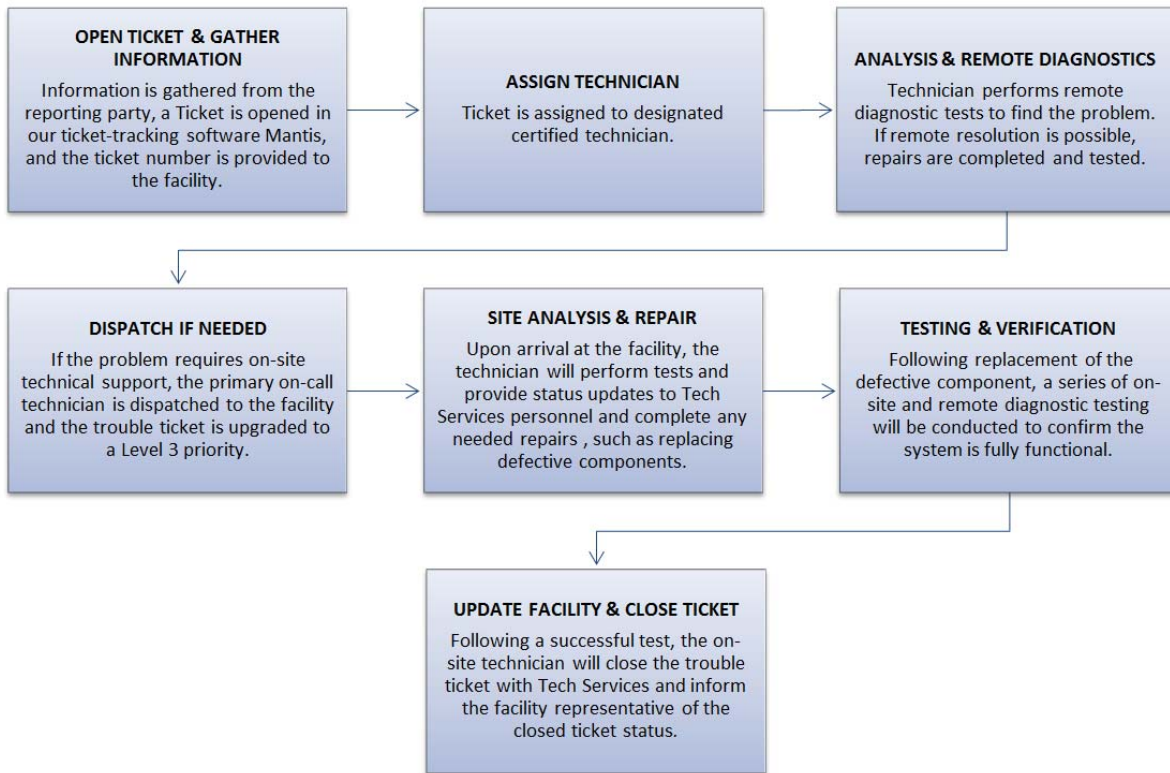 OPEN TICKET & GATHER
INFORMATION
Information is gathered from the
reporting party, a Ticket is opened in
our ticket-tracking software Mantis,
and the ticket number is provided to
the facility.
ASSIGN TECHNICIAN
Ticket is assigned to designated
certified technician.
ANALYSIS & REMOTE DIAGNOSTICS
Technician performs remote
diagnostic tests to find the problem.
If remote resolution is possible,
repairs are completed and tested.
DISPATCH IF NEEDED
If the problem requires on-site
technical support, the primary on-call
technician is dispatched to the facility
and the trouble ticket is upgraded to
a Level 3 priority.
SITE ANALYSIS & REPAIR
Upon arrival at the facility, the
technician will perform tests and
provide status updates to Tech
Services personnel and complete any
needed repairs , such as replacing
defective components.
TESTING & VERIFICATION
Following replacement of the
defective component, a series of on-
site and remote diagnostic testing
will be conducted to confirm the
system is fully functional.
UPDATE FACILITY & CLOSE TICKET
Following a successful test, the on-
site technician will close the trouble
ticket with Tech Services and inform
the facility representative of the
closed ticket status.